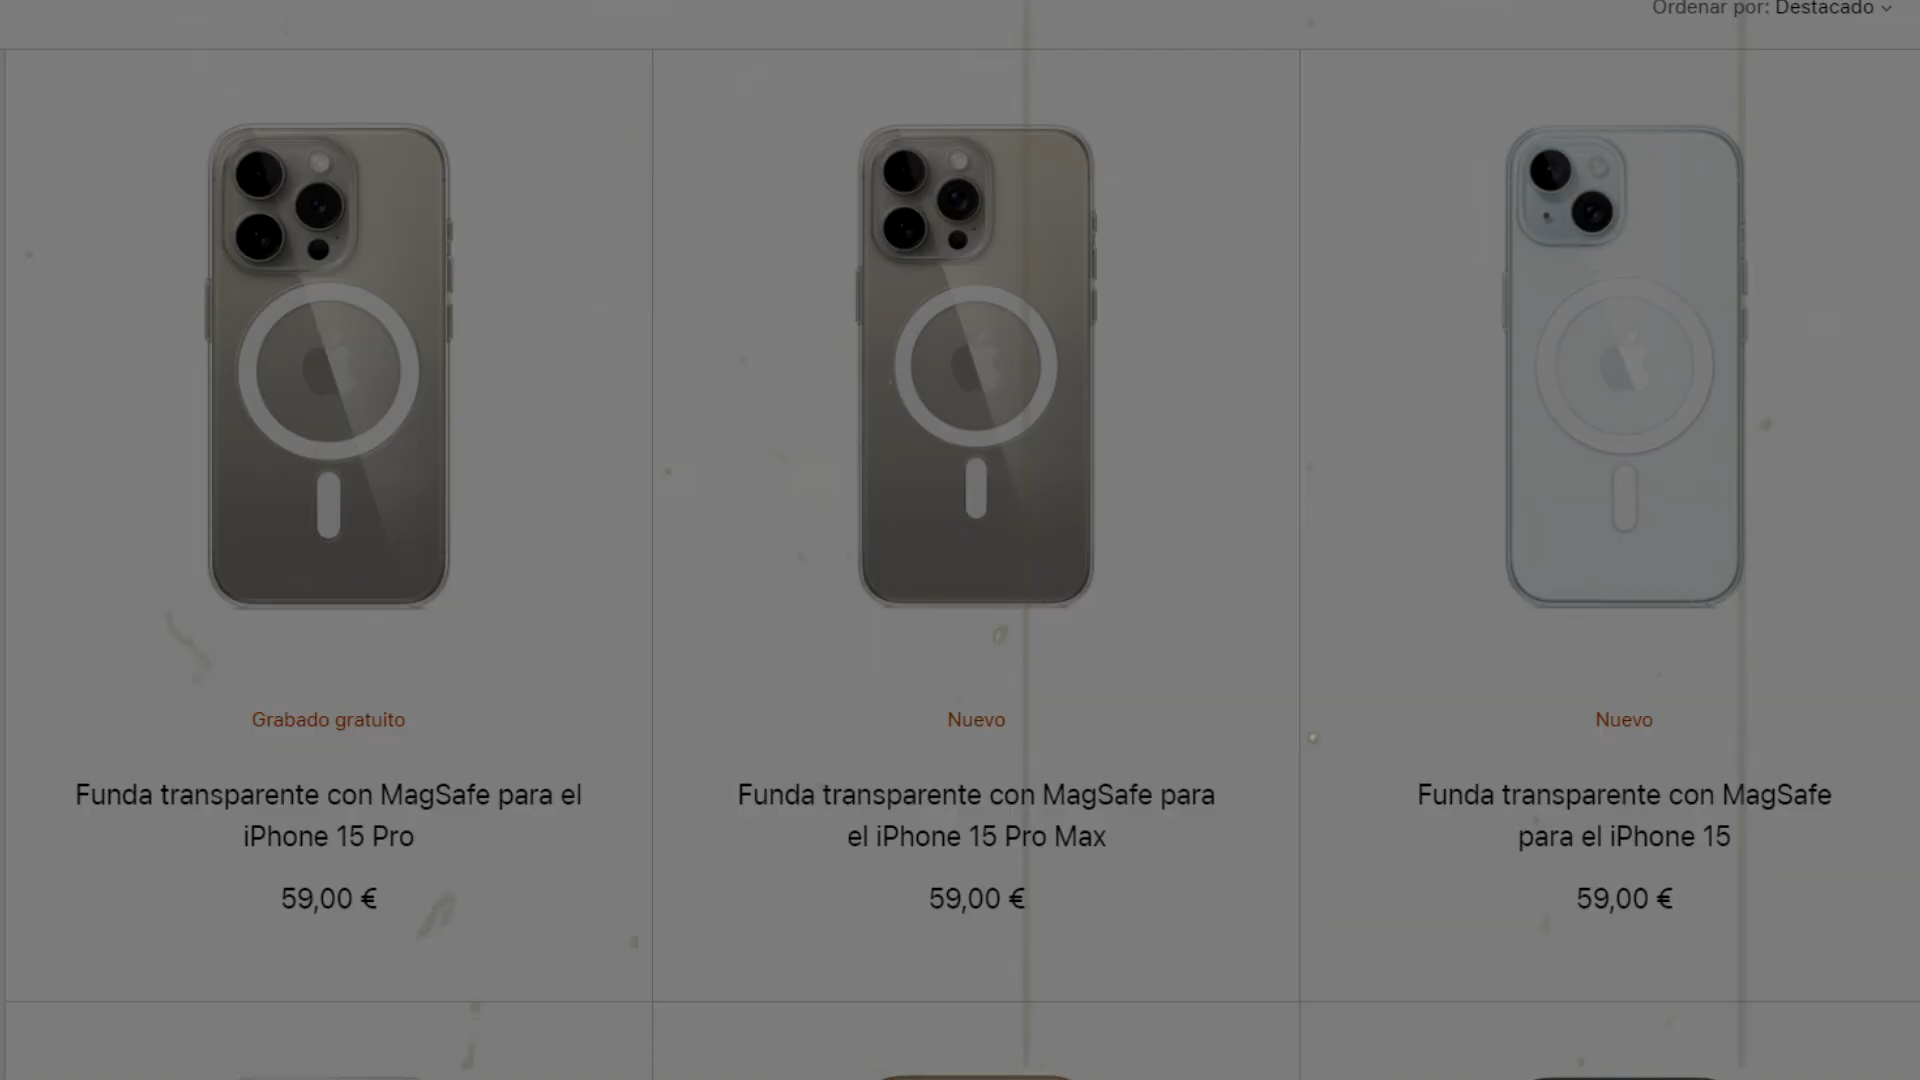 Ordenar por: Destacado
Grabado gratuito
Funda transparente con MagSafe para el
iPhone 15 Pro
59,00 €
Nuevo
Funda transparente con MagSafe para
el iPhone 15 Pro Max
59,00 €
Nuevo
Funda transparente con MagSafe
para el iPhone 15
59,00 €